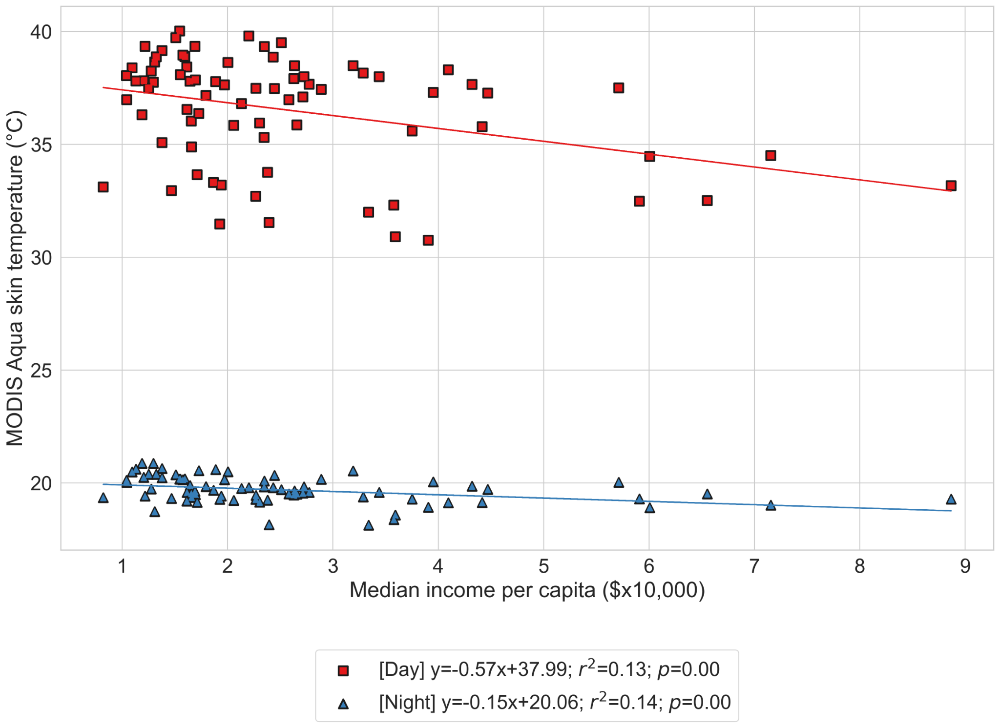 40
35
30
25
20
MODIS Aqua skin temperature (°C)
1 2 3 4 5 6 7 8 9
Median income per capita ($x10,000)
[Day] y=-0.57x+37.99; r²=0.13; p=0.00
[Night] y=-0.15x+20.06; r²=0.14; p=0.00